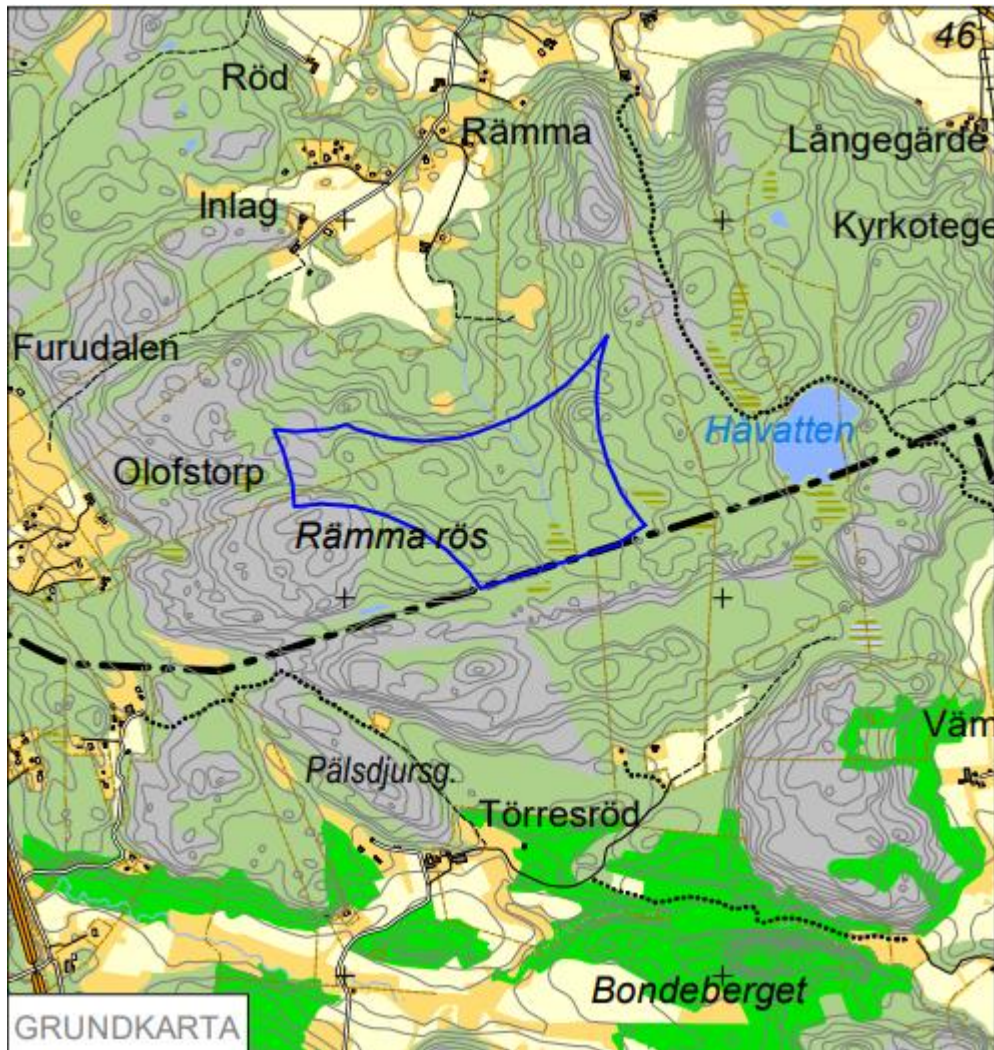 46
Röd
Rämma
Långegärde
Inlag
Kyrkotege
Furudalen
Håvatten
Olofstorp
Rämma rös
Väm
Pälsdjursg.
Törresröd
Bondeberget
GRUNDKARTA